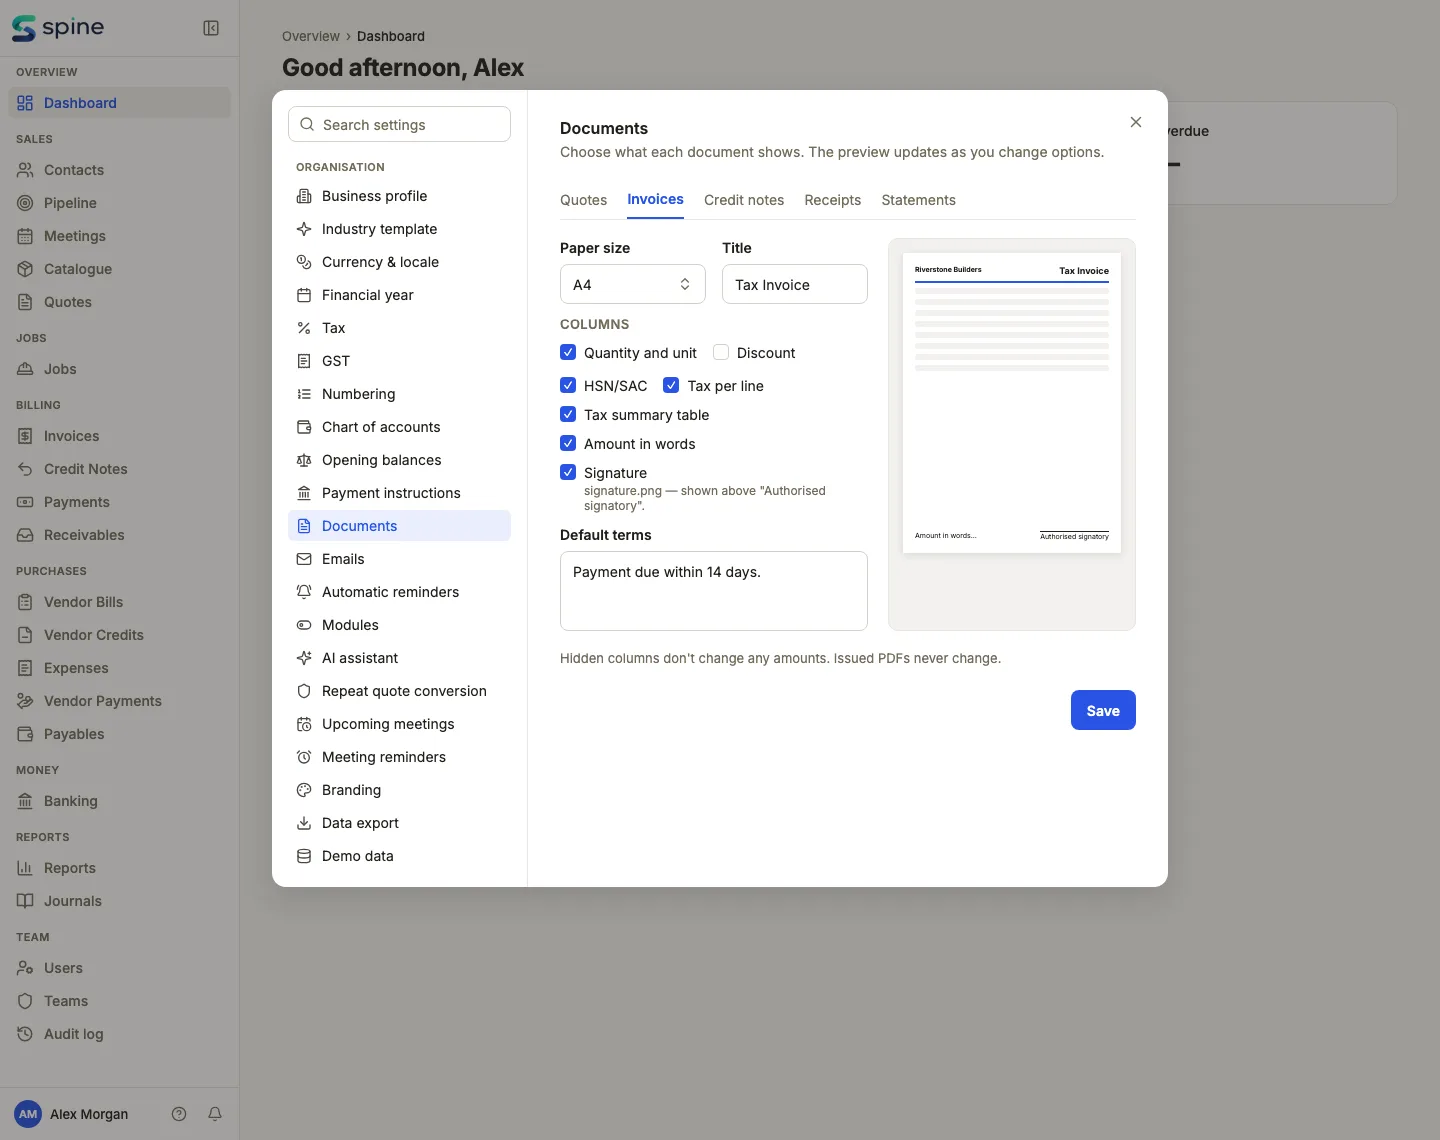 spine
OVERVIEW
Dashboard
SALES
Contacts
Pipeline
Meetings
Catalogue
Quotes
JOBS
Jobs
BILLING
Invoices
Credit Notes
Payments
Receivables
PURCHASES
Vendor Bills
Vendor Credits
Expenses
Vendor Payments
Payables
MONEY
Banking
REPORTS
Reports
Journals
TEAM
Users
Teams
Audit log
AM Alex Morgan
Overview › Dashboard
Good afternoon, Alex
Search settings
ORGANISATION
Business profile
Industry template
Currency & locale
Financial year
Tax
GST
Numbering
Chart of accounts
Opening balances
Payment instructions
Documents
Emails
Automatic reminders
Modules
AI assistant
Repeat quote conversion
Upcoming meetings
Meeting reminders
Branding
Data export
Demo data
Documents
Choose what each document shows. The preview updates as you change options.
Quotes Invoices Credit notes Receipts Statements
Paper size Title
A4 Tax Invoice
COLUMNS
Quantity and unit Discount
HSN/SAC Tax per line
Tax summary table
Amount in words
Signature
signature.png — shown above "Authorised
signatory".
Default terms
Payment due within 14 days.
Riverstone Builders Tax Invoice
Amount in words... Authorised signatory
Hidden columns don't change any amounts. Issued PDFs never change.
Save
verdue